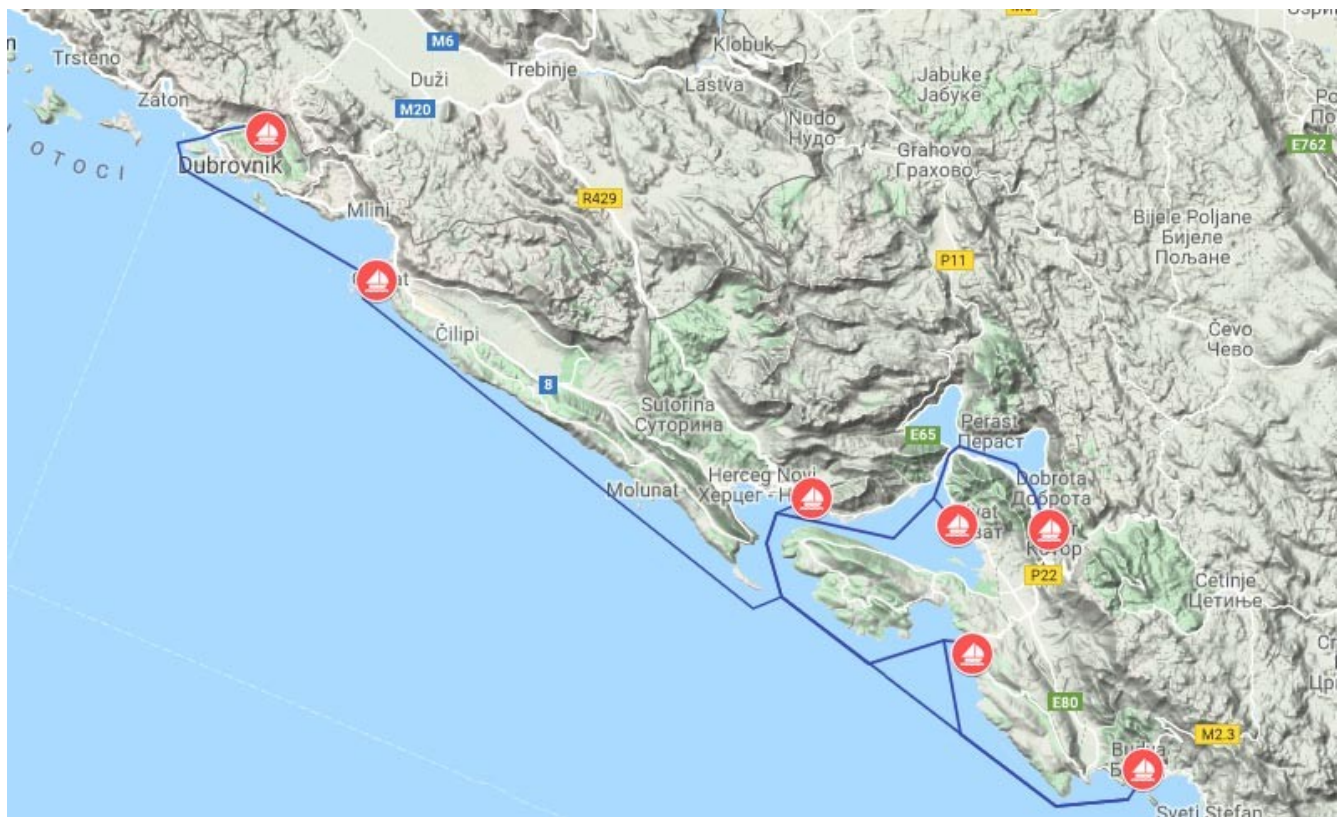 M6
Klobuk
Trsteno
Duži
Trebinje
Lastva
Jabuke
Јабуке
Zaton
M20
Nudo
Нудо
Grahovo
Грахово
E762
OTOCI
Dubrovnik
R429
Mlini
Bijele Poljane
Бијеле
Пољане
P11
Čilipi
Čevo
Чево
8
Sutorina
Суторина
Perast
Пераст
E65
Herceg Novi
Херцег - Н
Molunat
Dobrota
Доброта
P22
Cetinje
Цетиње
E80
M2.3
Sveti Stefan